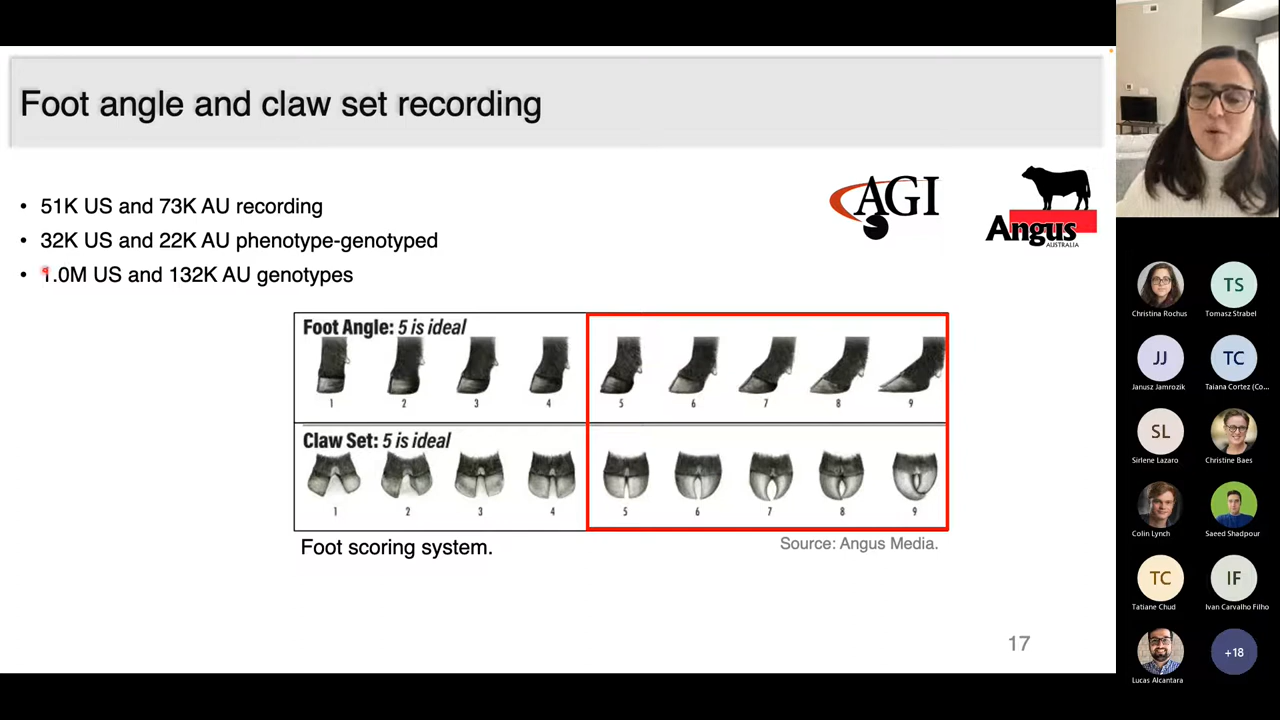 Foot angle and claw set recording
• 51K US and 73K AU recording
• 32K US and 22K AU phenotype-genotyped
• 1.0M US and 132K AU genotypes
AGI
Angus
AUSTRALIA
Foot Angle: 5 is ideal
1 2 3 4 5 6 7 8 9
Claw Set: 5 is ideal
1 2 3 4 5 6 7 8 9
Foot scoring system.
Source: Angus Media.
17
TS
Christina Rochus Tomasz Strabel
JJ TC
Janusz Jamrozik Taiana Cortez (Co...
SL
Sirlene Lazaro Christine Baes
Colin Lynch Saeed Shadpour
TC IF
Tatiane Chud Ivan Carvalho Filho
+18
Lucas Alcantara